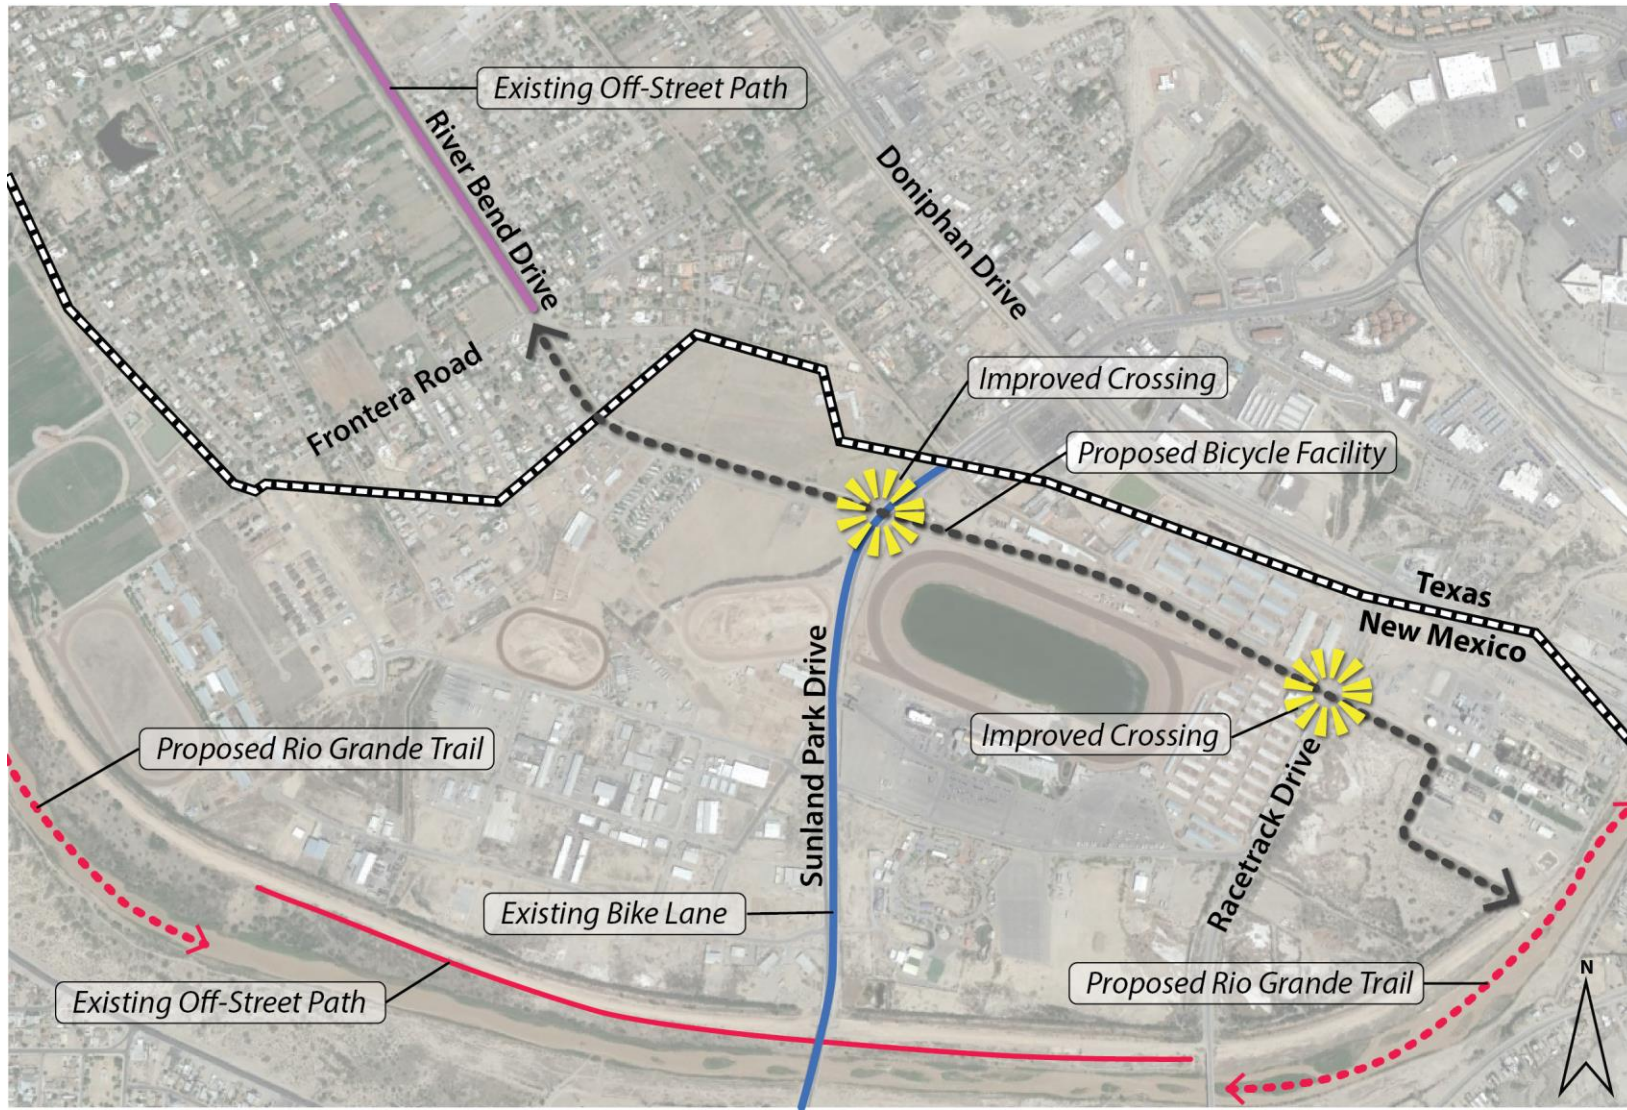 Existing Off-Street Path
River Bend Drive
Doniphan Drive
Frontera Road
Improved Crossing
Proposed Bicycle Facility
Texas
New Mexico
Sunland Park Drive
Improved Crossing
Proposed Rio Grande Trail
Racetrack Drive
Existing Bike Lane
Proposed Rio Grande Trail
N
Existing Off-Street Path